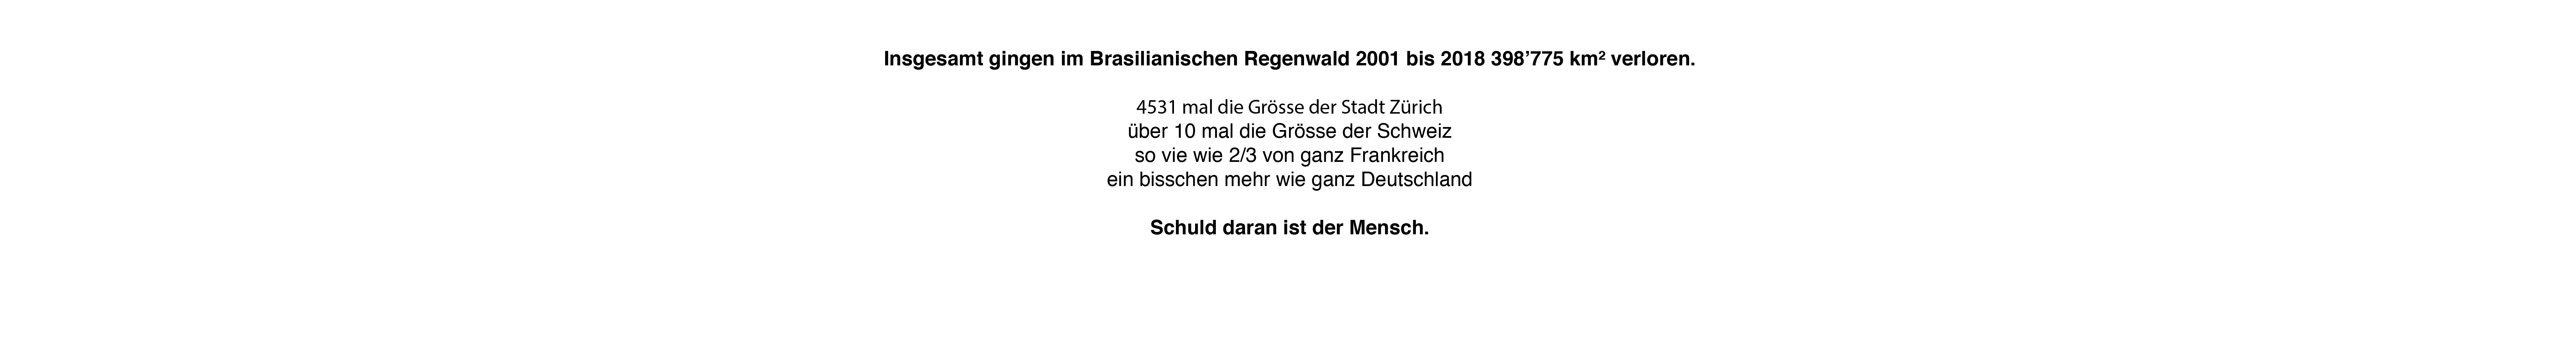 Insgesamt gingen im Brasilianischen Regenwald 2001 bis 2018 398’775 km² verloren.
4531 mal die Grösse der Stadt Zürich
über 10 mal die Grösse der Schweiz
so vie wie 2/3 von ganz Frankreich
ein bisschen mehr wie ganz Deutschland
Schuld daran ist der Mensch.